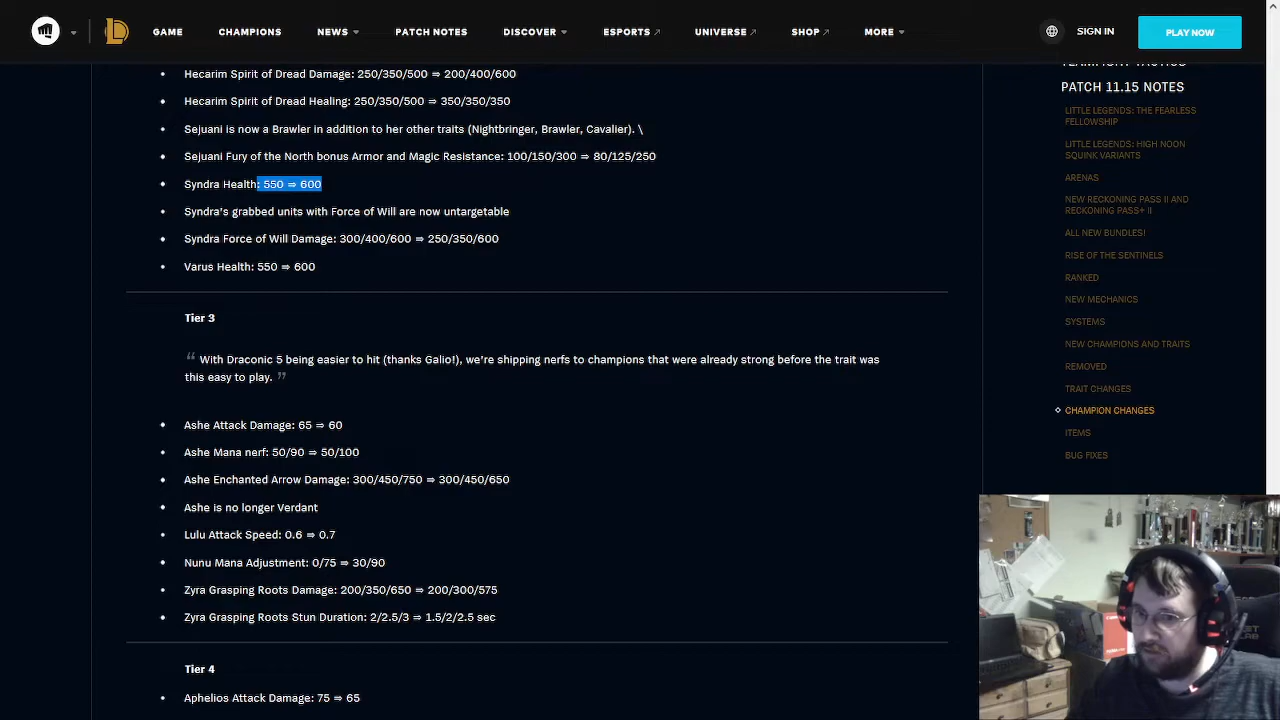 GAME CHAMPIONS NEWS PATCH NOTES DISCOVER ESPORTS UNIVERSE SHOP MORE SIGN IN PLAY NOW
Hecarim Spirit of Dread Damage: 250/350/500 ⇒ 200/400/600
Hecarim Spirit of Dread Healing: 250/350/500 ⇒ 350/350/350
Sejuani is now a Brawler in addition to her other traits (Nightbringer, Brawler, Cavalier). \
Sejuani Fury of the North bonus Armor and Magic Resistance: 100/150/300 ⇒ 80/125/250
Syndra Health: 550 ⇒ 600
Syndra's grabbed units with Force of Will are now untargetable
Syndra Force of Will Damage: 300/400/600 ⇒ 250/350/600
Varus Health: 550 ⇒ 600
Tier 3
“ With Draconic 5 being easier to hit (thanks Galio!), we're shipping nerfs to champions that were already strong before the trait was
this easy to play. ”
Ashe Attack Damage: 65 ⇒ 60
Ashe Mana nerf: 50/90 ⇒ 50/100
Ashe Enchanted Arrow Damage: 300/450/750 ⇒ 300/450/650
Ashe is no longer Verdant
Lulu Attack Speed: 0.6 ⇒ 0.7
Nunu Mana Adjustment: 0/75 ⇒ 30/90
Zyra Grasping Roots Damage: 200/350/650 ⇒ 200/300/575
Zyra Grasping Roots Stun Duration: 2/2.5/3 ⇒ 1.5/2/2.5 sec
Tier 4
Aphelios Attack Damage: 75 ⇒ 65
PATCH 11.15 NOTES
LITTLE LEGENDS: THE FEARLESS
FELLOWSHIP
LITTLE LEGENDS: HIGH NOON
SQUINK VARIANTS
ARENAS
NEW RECKONING PASS II AND
RECKONING PASS+ II
ALL NEW BUNDLES!
RISE OF THE SENTINELS
RANKED
NEW MECHANICS
SYSTEMS
NEW CHAMPIONS AND TRAITS
REMOVED
TRAIT CHANGES
CHAMPION CHANGES
ITEMS
BUG FIXES